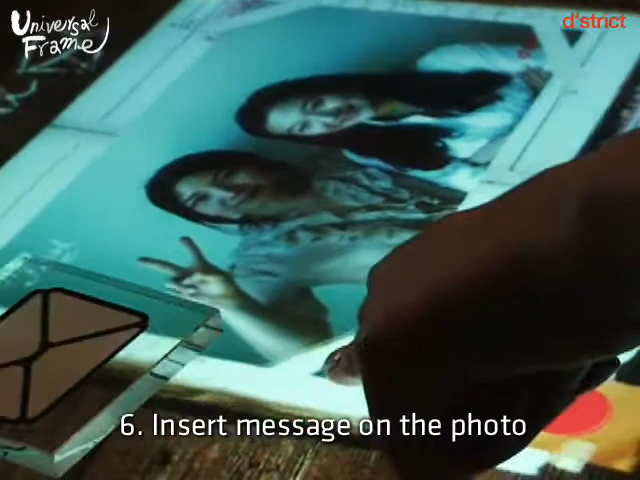 Universal
Frame
d'strict
6. Insert message on the photo